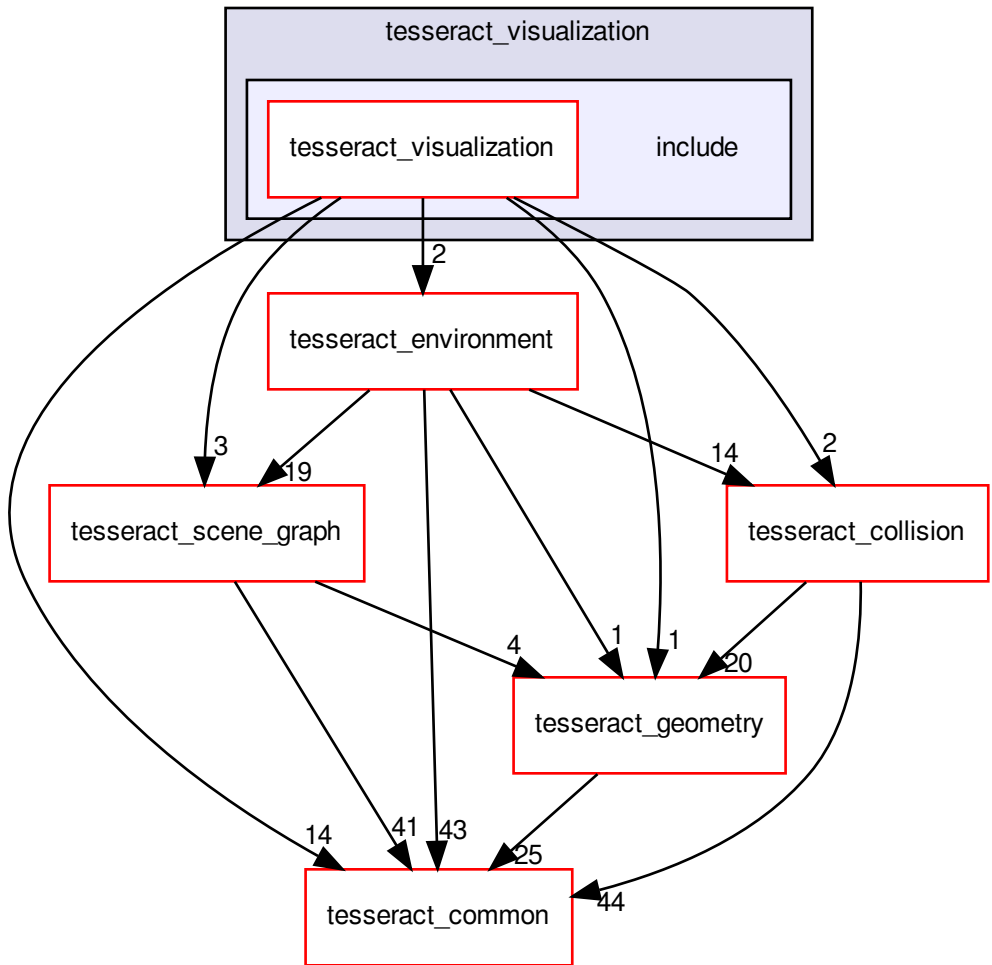 tesseract_visualization
tesseract_visualization
include
2
tesseract_environment
3
19
14
2
tesseract_scene_graph
tesseract_collision
4
1
1
20
tesseract_geometry
14
41
43
25
44
tesseract_common